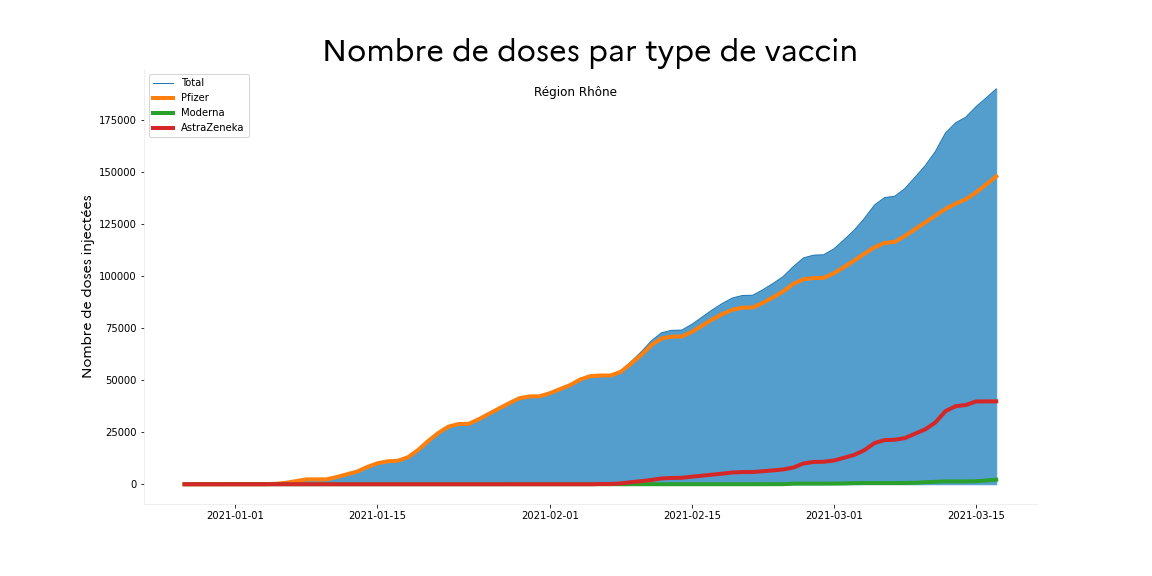 Nombre de doses par type de vaccin
Région Rhône
Total
Pfizer
Moderna
AstraZeneka
Nombre de doses injectées
175000
150000
125000
100000
75000
50000
25000
0
2021-01-01
2021-01-15
2021-02-01
2021-02-15
2021-03-01
2021-03-15